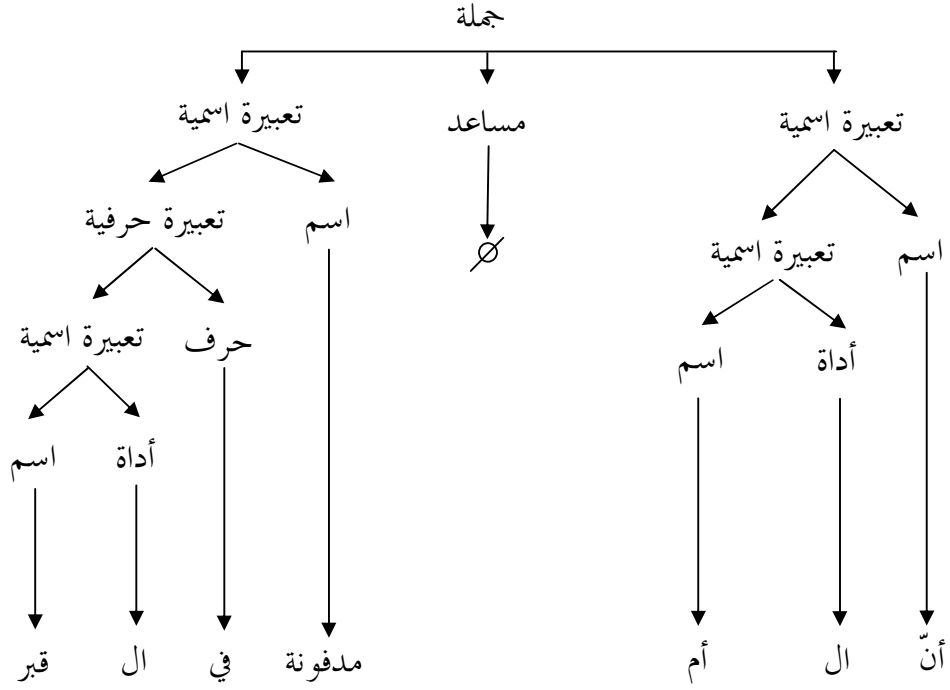 جملة
تعبيرة اسمية مساعد تعبيرة اسمية
اسم تعبيرة حرفية
اسم تعبيرة اسمية ∅
حرف تعبيرة اسمية
أداة اسم
أداة اسم
أنّ ال أم مدفونة في ال قبر